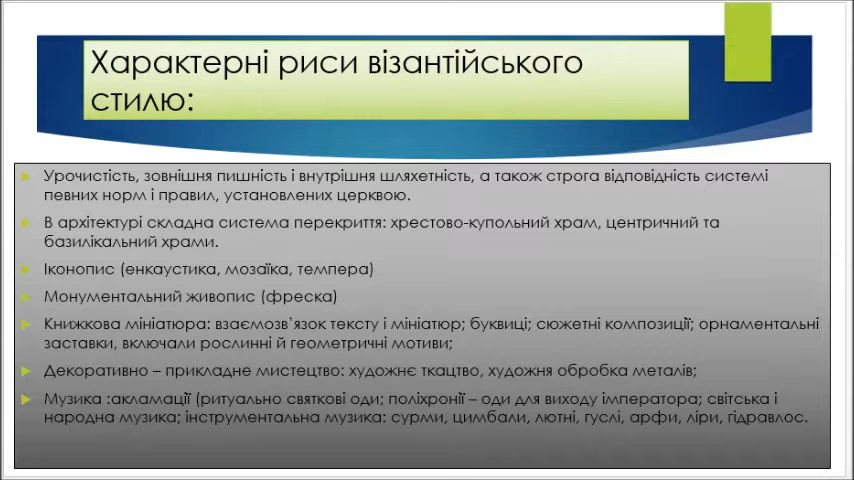 Характерні риси візантійського
стилю:
Урочистість, зовнішня пишність і внутрішня шляхетність, а також строга відповідність системі
певних норм і правил, установлених церквою.
В архітектурі складна система перекриття: хрестово-купольний храм, центричний та
базилікальний храми.
Іконопис (енкаустика, мозаїка, темпера)
Монументальний живопис (фреска)
Книжкова мініатюра: взаємозв'язок тексту і мініатюр; буквиці; сюжетні композиції; орнаментальні
заставки, включали рослинні й геометричні мотиви;
Декоративно – прикладне мистецтво: художнє ткацтво, художня обробка металів;
Музика :акламації (ритуально святкові оди; поліхронії – оди для виходу імператора; світська і
народна музика; інструментальна музика: сурми, цимбали, лютні, гуслі, арфи, ліри, гідравлос.